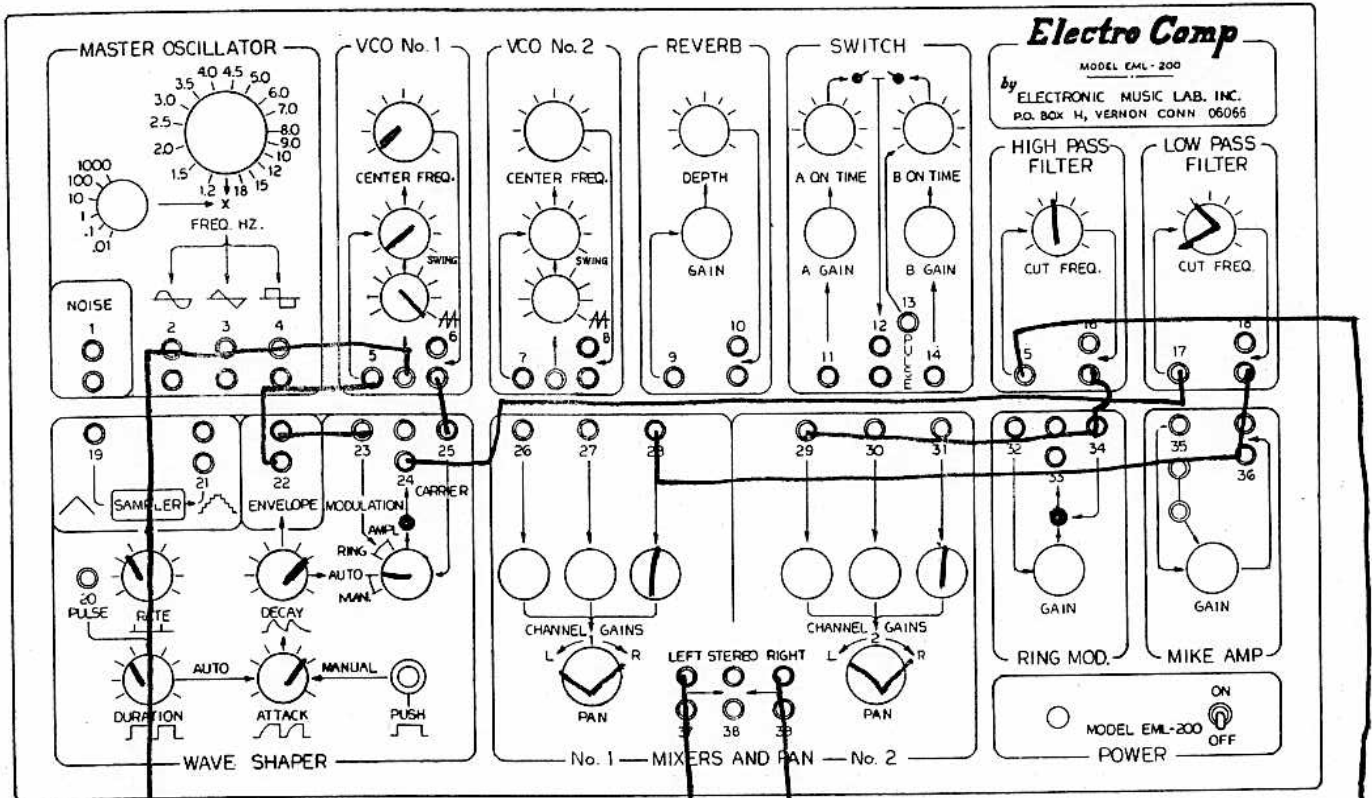 Electro Comp
MODEL EML-200
by ELECTRONIC MUSIC LAB. INC.
P.O. BOX H, VERNON CONN 06066
MASTER OSCILLATOR
4.0 4.5 5.0
3.5 6.0
3.0 7.0
2.5 8.0
2.0 9.0
1.5 10
1.2 18 15 12
1000
100
10
.1
.01
X
FREQ. HZ.
NOISE
1
2 3 4
VCO No. 1
CENTER FREQ.
SWING
5 6
VCO No. 2
CENTER FREQ.
SWING
7 8
REVERB
DEPTH
GAIN
9 10
SWITCH
A ON TIME B ON TIME
A GAIN B GAIN
11 12 13 14
PULSE
HIGH PASS
FILTER
CUT FREQ.
5 16
LOW PASS
FILTER
CUT FREQ.
17 18
19 21
SAMPLER
20
PULSE
RATE
DURATION
AUTO
22
ENVELOPE
DECAY
ATTACK
MANUAL
PUSH
23 24 25
MODULATION CARRIER
AMPL.
RING
AUTO
MAN.
WAVE SHAPER
26 27 28
CHANNEL GAINS
1
L R
PAN
29 30 31
CHANNEL GAINS
2
L R
PAN
LEFT STEREO RIGHT
37 38 39
No. 1 — MIXERS AND PAN — No. 2
32 33 34
GAIN
RING MOD.
35 36
GAIN
MIKE AMP
ON
MODEL EML-200
OFF
POWER